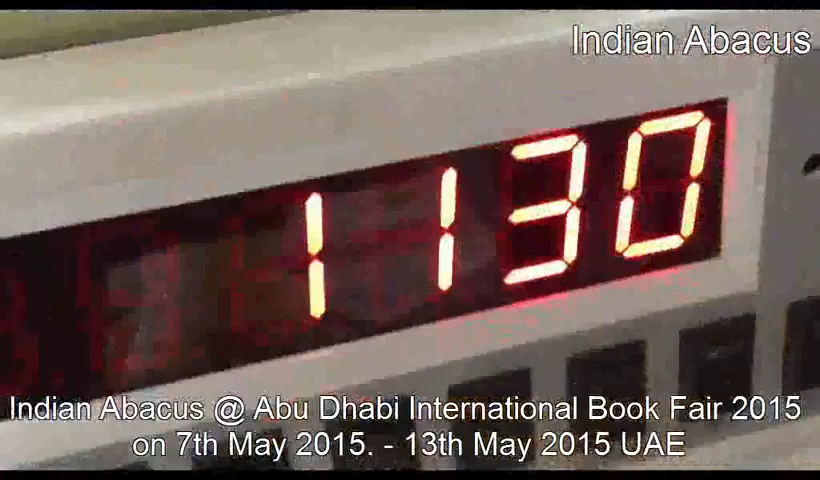 Indian Abacus
1130
Indian Abacus @ Abu Dhabi International Book Fair 2015
on 7th May 2015. - 13th May 2015 UAE